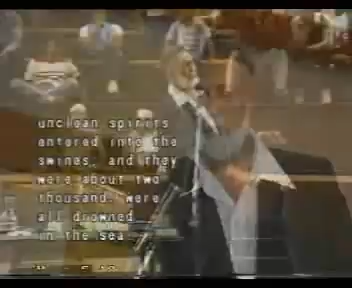 unclean spirits
entered into the
swines, and they
were about two
thousand, were
all drowned
in the sea